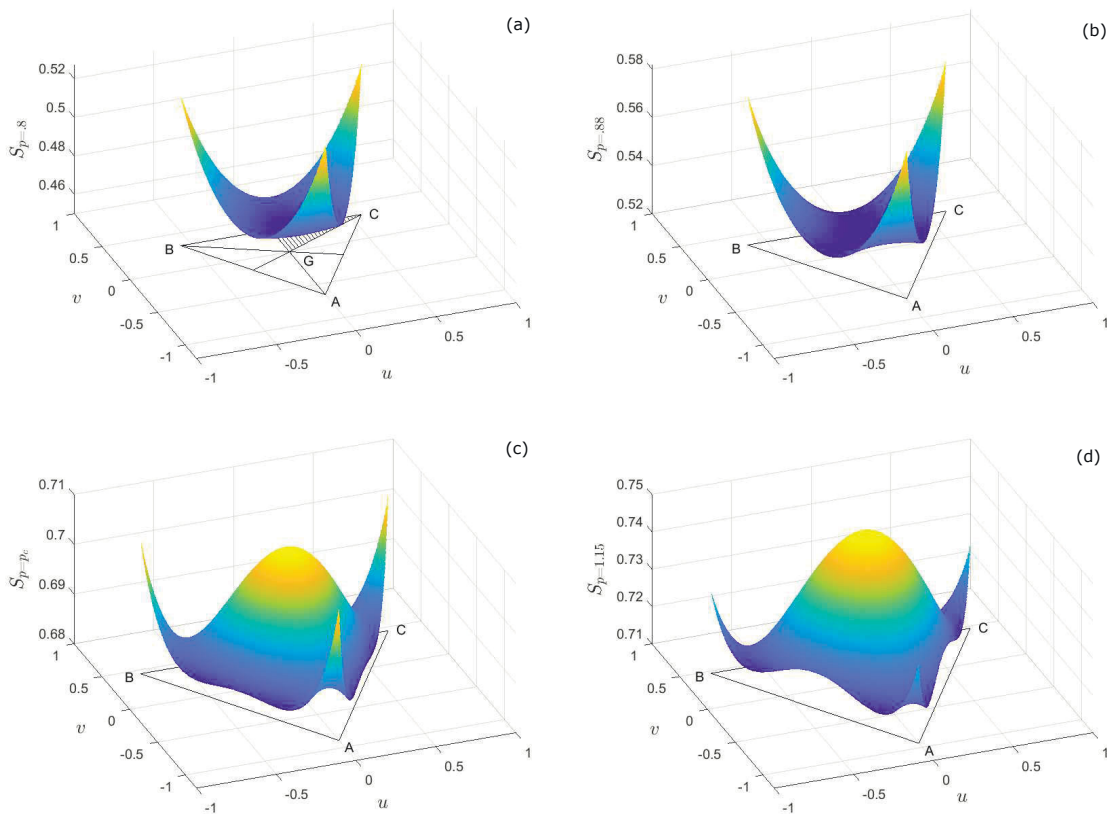 (a)
0.52
0.5
0.48
0.46
S_{p=.8}
1
0.5
0
-0.5
-1
v
-1
-0.5
0
0.5
1
u
A
B
C
G
(b)
0.58
0.56
0.54
0.52
S_{p=.88}
1
0.5
0
-0.5
-1
v
-1
-0.5
0
0.5
1
u
A
B
C
(c)
0.71
0.7
0.69
0.68
S_{p=p_c}
1
0.5
0
-0.5
-1
v
-1
-0.5
0
0.5
1
u
A
B
C
(d)
0.75
0.74
0.73
0.72
0.71
S_{p=1.15}
1
0.5
0
-0.5
-1
v
-1
-0.5
0
0.5
1
u
A
B
C